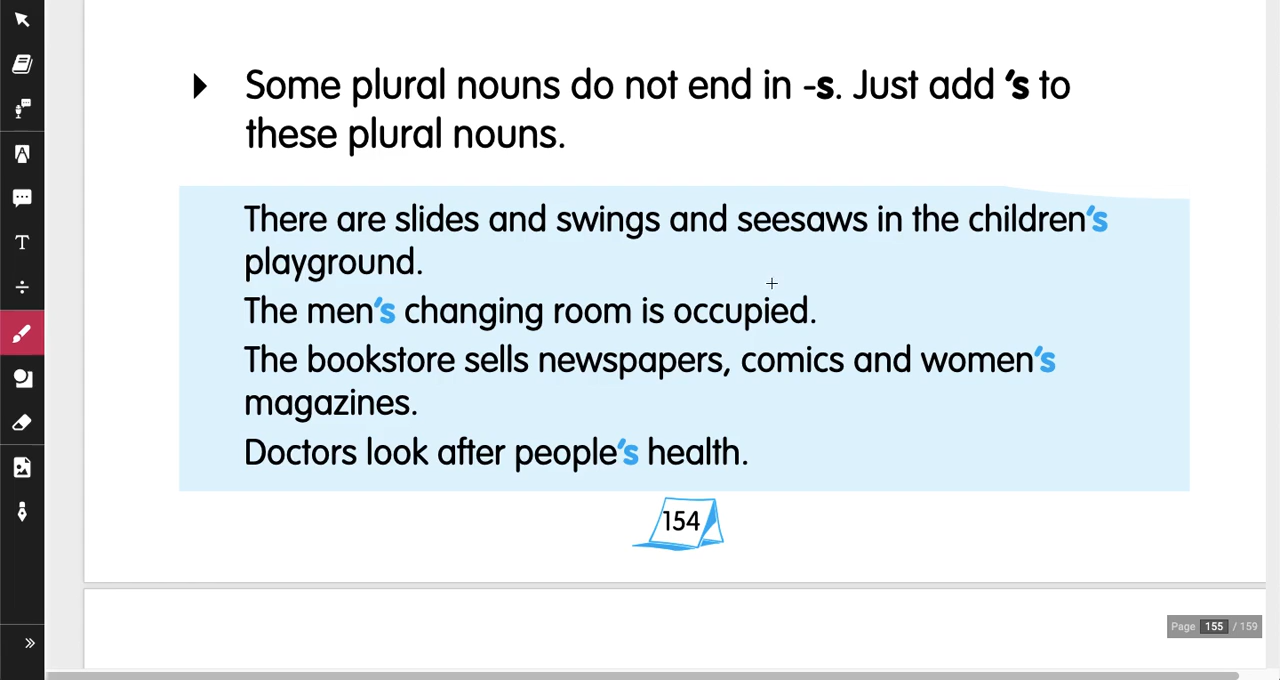 Some plural nouns do not end in -s. Just add ’s to
these plural nouns.
There are slides and swings and seesaws in the children’s
playground.
The men’s changing room is occupied.
The bookstore sells newspapers, comics and women’s
magazines.
Doctors look after people’s health.
154
Page 155 / 159